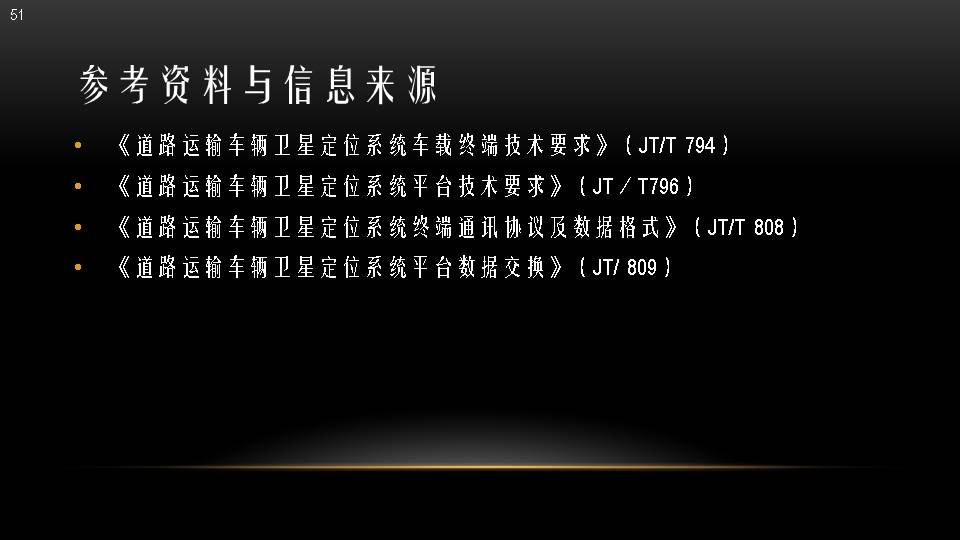 51
参考资料与信息来源
• 《道路运输车辆卫星定位系统车载终端技术要求》（JT/T 794）
• 《道路运输车辆卫星定位系统平台技术要求》（JT／T796）
• 《道路运输车辆卫星定位系统终端通讯协议及数据格式》（JT/T 808）
• 《道路运输车辆卫星定位系统平台数据交换》（JT/ 809）